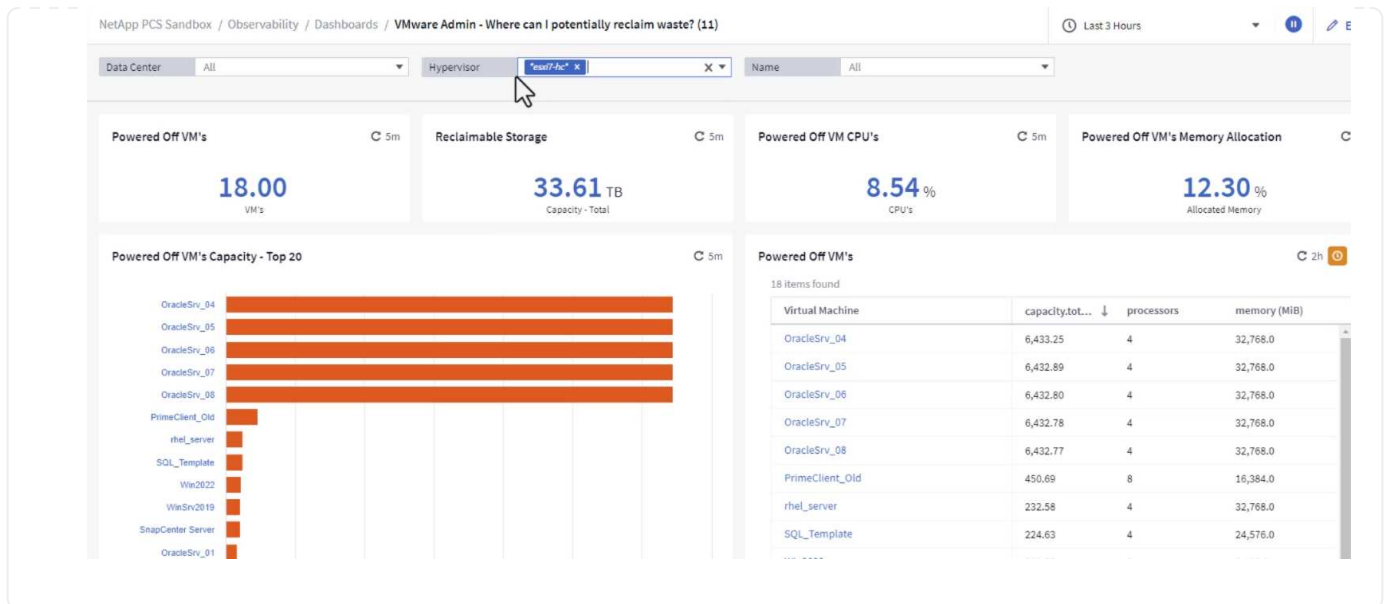 NetApp PCS Sandbox / Observability / Dashboards / VMware Admin - Where can I potentially reclaim waste? (11)
Last 3 Hours
Data Center All
Hypervisor "esxi7-hc" x X
Name All
Powered Off VM's 5m
18.00
VM's
Reclaimable Storage 5m
33.61 TB
Capacity - Total
Powered Off VM CPU's 5m
8.54 %
CPU's
Powered Off VM's Memory Allocation
12.30 %
Allocated Memory
Powered Off VM's Capacity - Top 20 5m
OracleSrv_04
OracleSrv_05
OracleSrv_06
OracleSrv_07
OracleSrv_08
PrimeClient_Old
rhel_server
SQL_Template
Win2022
WinSrv2019
SnapCenter Server
OracleSrv_01
Powered Off VM's 2h
18 items found
Virtual Machine capacity.tot... ↓ processors memory (MiB)
OracleSrv_04 6,433.25 4 32,768.0
OracleSrv_05 6,432.89 4 32,768.0
OracleSrv_06 6,432.80 4 32,768.0
OracleSrv_07 6,432.78 4 32,768.0
OracleSrv_08 6,432.77 4 32,768.0
PrimeClient_Old 450.69 8 16,384.0
rhel_server 232.58 4 32,768.0
SQL_Template 224.63 4 24,576.0